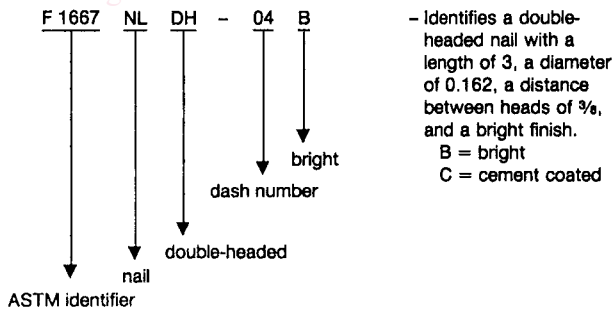 F 1667 NL DH - 04 B
bright
dash number
double-headed
nail
ASTM identifier
– Identifies a double-
headed nail with a
length of 3, a diameter
of 0.162, a distance
between heads of 3/8,
and a bright finish.
B = bright
C = cement coated